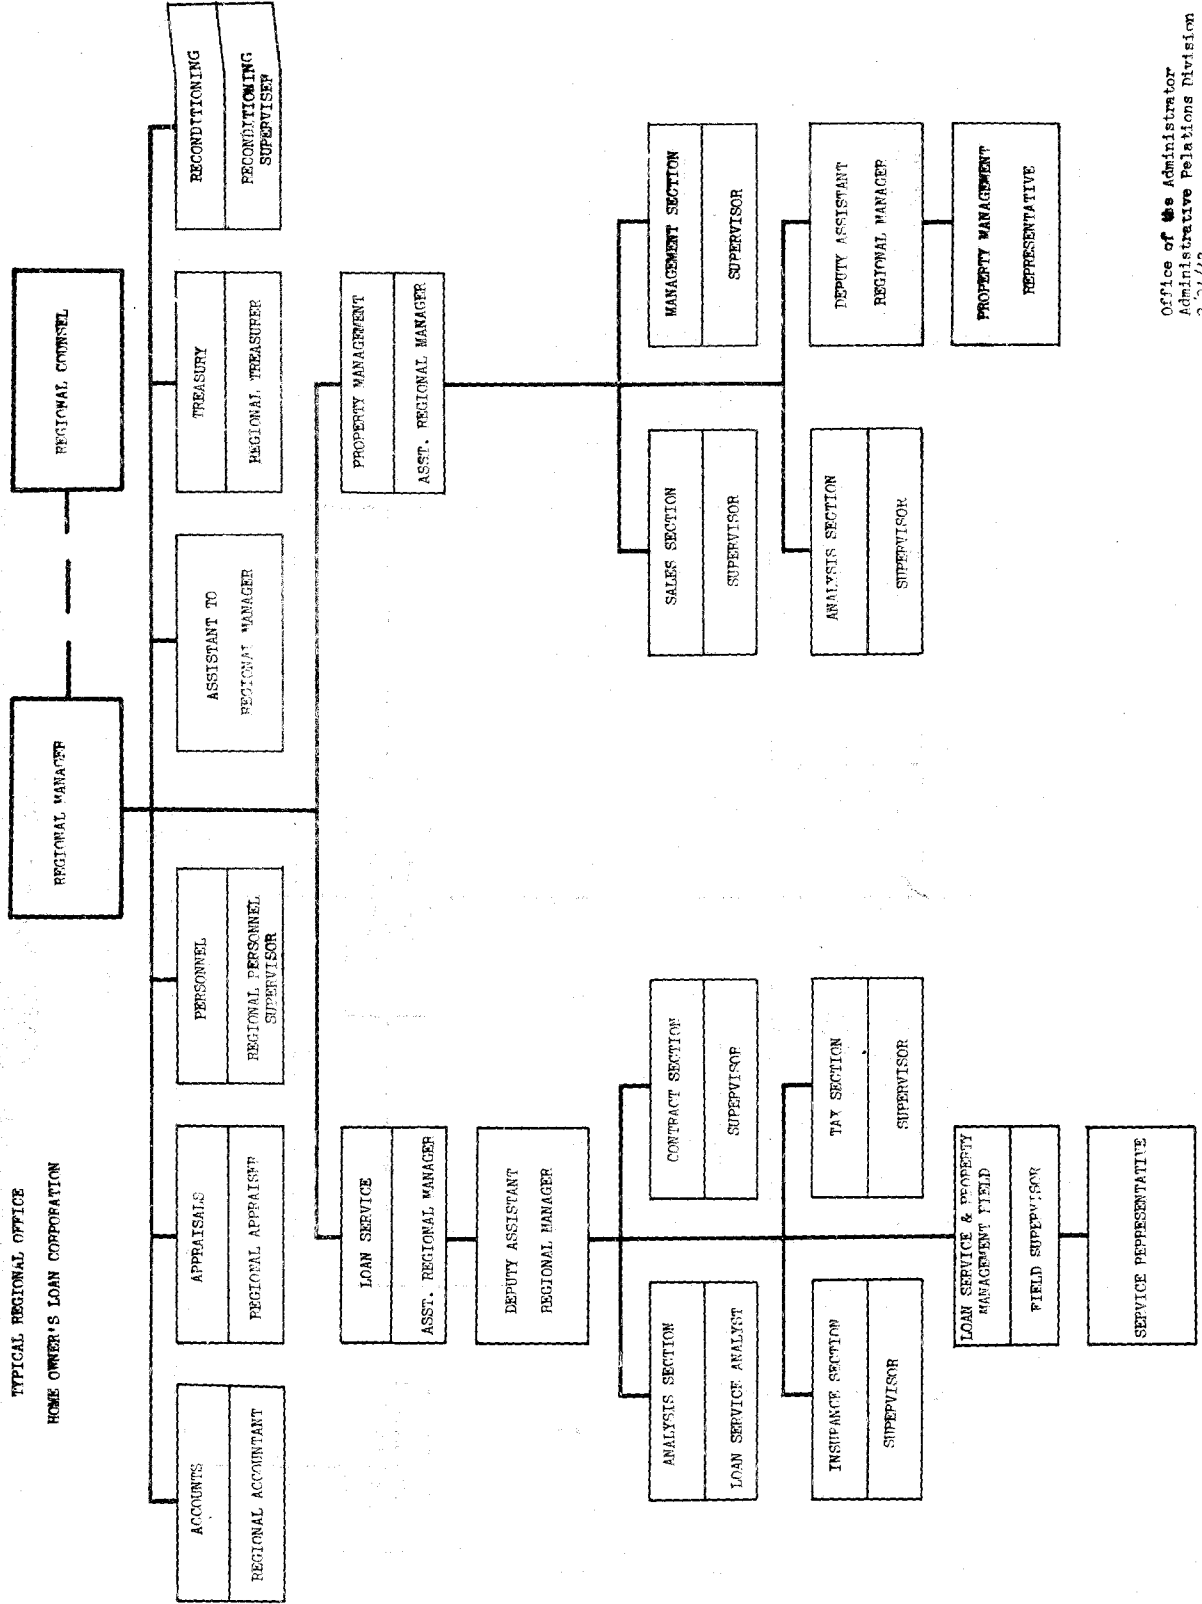 TYPICAL REGIONAL OFFICE
HOME OWNER'S LOAN CORPORATION
REGIONAL MANAGER
REGIONAL COUNSEL
ACCOUNTS
REGIONAL ACCOUNTANT
APPRAISALS
REGIONAL APPRAISER
PERSONNEL
REGIONAL PERSONNEL
SUPERVISOR
ASSISTANT TO
REGIONAL MANAGER
TREASURY
REGIONAL TREASURER
RECONDITIONING
RECONDITIONING
SUPERVISER
LOAN SERVICE
ASST. REGIONAL MANAGER
PROPERTY MANAGEMENT
ASST. REGIONAL MANAGER
DEPUTY ASSISTANT
REGIONAL MANAGER
ANALYSIS SECTION
LOAN SERVICE ANALYST
CONTRACT SECTION
SUPERVISOR
SALES SECTION
SUPERVISOR
MANAGEMENT SECTION
SUPERVISOR
INSURANCE SECTION
SUPERVISOR
TAX SECTION
SUPERVISOR
ANALYSIS SECTION
SUPERVISOR
DEPUTY ASSISTANT
REGIONAL MANAGER
LOAN SERVICE & PROPERTY
MANAGEMENT FIELD
FIELD SUPERVISOR
PROPERTY MANAGEMENT
REPRESENTATIVE
SERVICE REPRESENTATIVE
Office of the Administrator
Administrative Relations Division